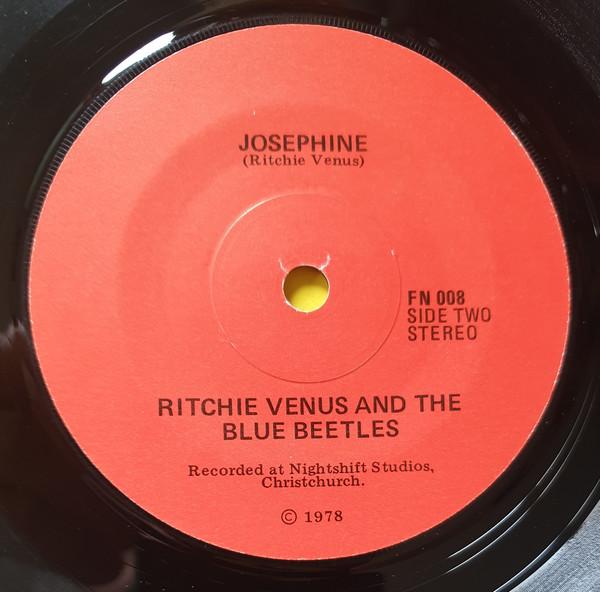 JOSEPHINE
(Ritchie Venus)
FN 008
SIDE TWO
STEREO
RITCHIE VENUS AND THE
BLUE BEETLES
Recorded at Nightshift Studios,
Christchurch.
© 1978